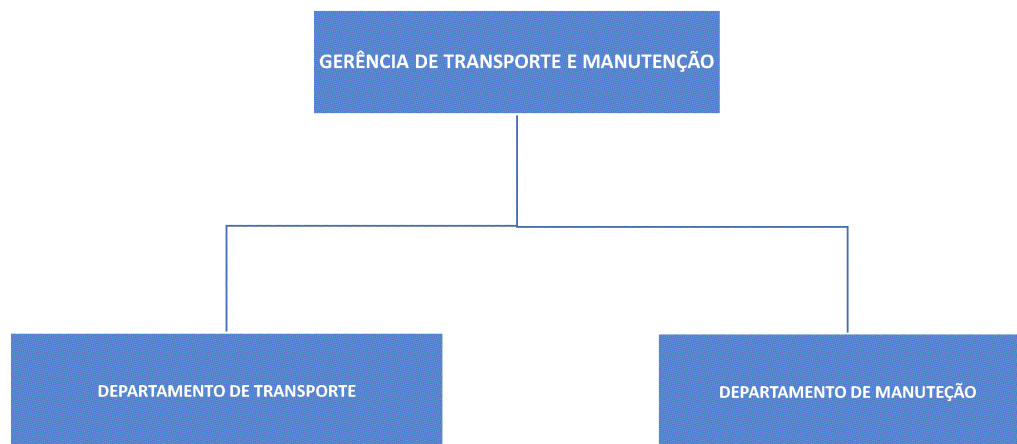 GERÊNCIA DE TRANSPORTE E MANUTENÇÃO
DEPARTAMENTO DE TRANSPORTE
DEPARTAMENTO DE MANUTEÇÃO